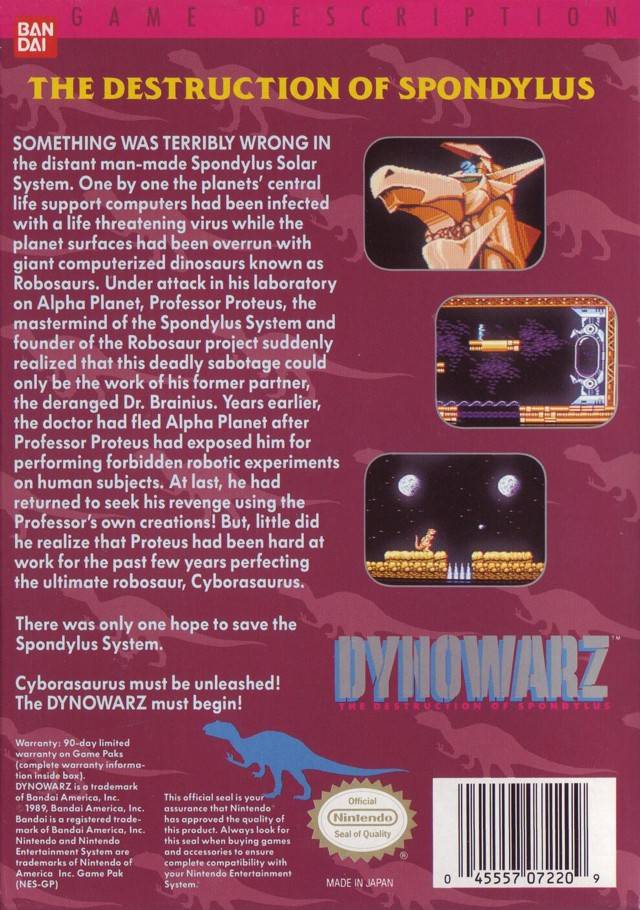 BAN
DAI
GAME DESCRIPTION
THE DESTRUCTION OF SPONDYLUS
SOMETHING WAS TERRIBLY WRONG IN
the distant man-made Spondylus Solar
System. One by one the planets' central
life support computers had been infected
with a life threatening virus while the
planet surfaces had been overrun with
giant computerized dinosaurs known as
Robosaurs. Under attack in his laboratory
on Alpha Planet, Professor Proteus, the
mastermind of the Spondylus System and
founder of the Robosaur project suddenly
realized that this deadly sabotage could
only be the work of his former partner,
the deranged Dr. Brainius. Years earlier,
the doctor had fled Alpha Planet after
Professor Proteus had exposed him for
performing forbidden robotic experiments
on human subjects. At last, he had
returned to seek his revenge using the
Professor's own creations! But, little did
he realize that Proteus had been hard at
work for the past few years perfecting
the ultimate robosaur, Cyborasaurus.
There was only one hope to save the
Spondylus System.
Cyborasaurus must be unleashed!
The DYNOWARZ must begin!
DYNOWARZ™
THE DESTRUCTION OF SPONDYLUS
Warranty: 90-day limited
warranty on Game Paks
(complete warranty informa-
tion inside box).
DYNOWARZ is a trademark
of Bandai America, Inc.
© 1989, Bandai America, Inc.
Bandai is a registered trade-
mark of Bandai America, Inc.
Nintendo and Nintendo
Entertainment System are
trademarks of Nintendo of
America Inc. Game Pak
(NES-GP)
This official seal is your
assurance that Nintendo®
has approved the quality of
this product. Always look for
this seal when buying games
and accessories to ensure
complete compatibility with
your Nintendo Entertainment
System.®
Official
Nintendo
Seal of Quality
®
MADE IN JAPAN
0 45557 07220 9